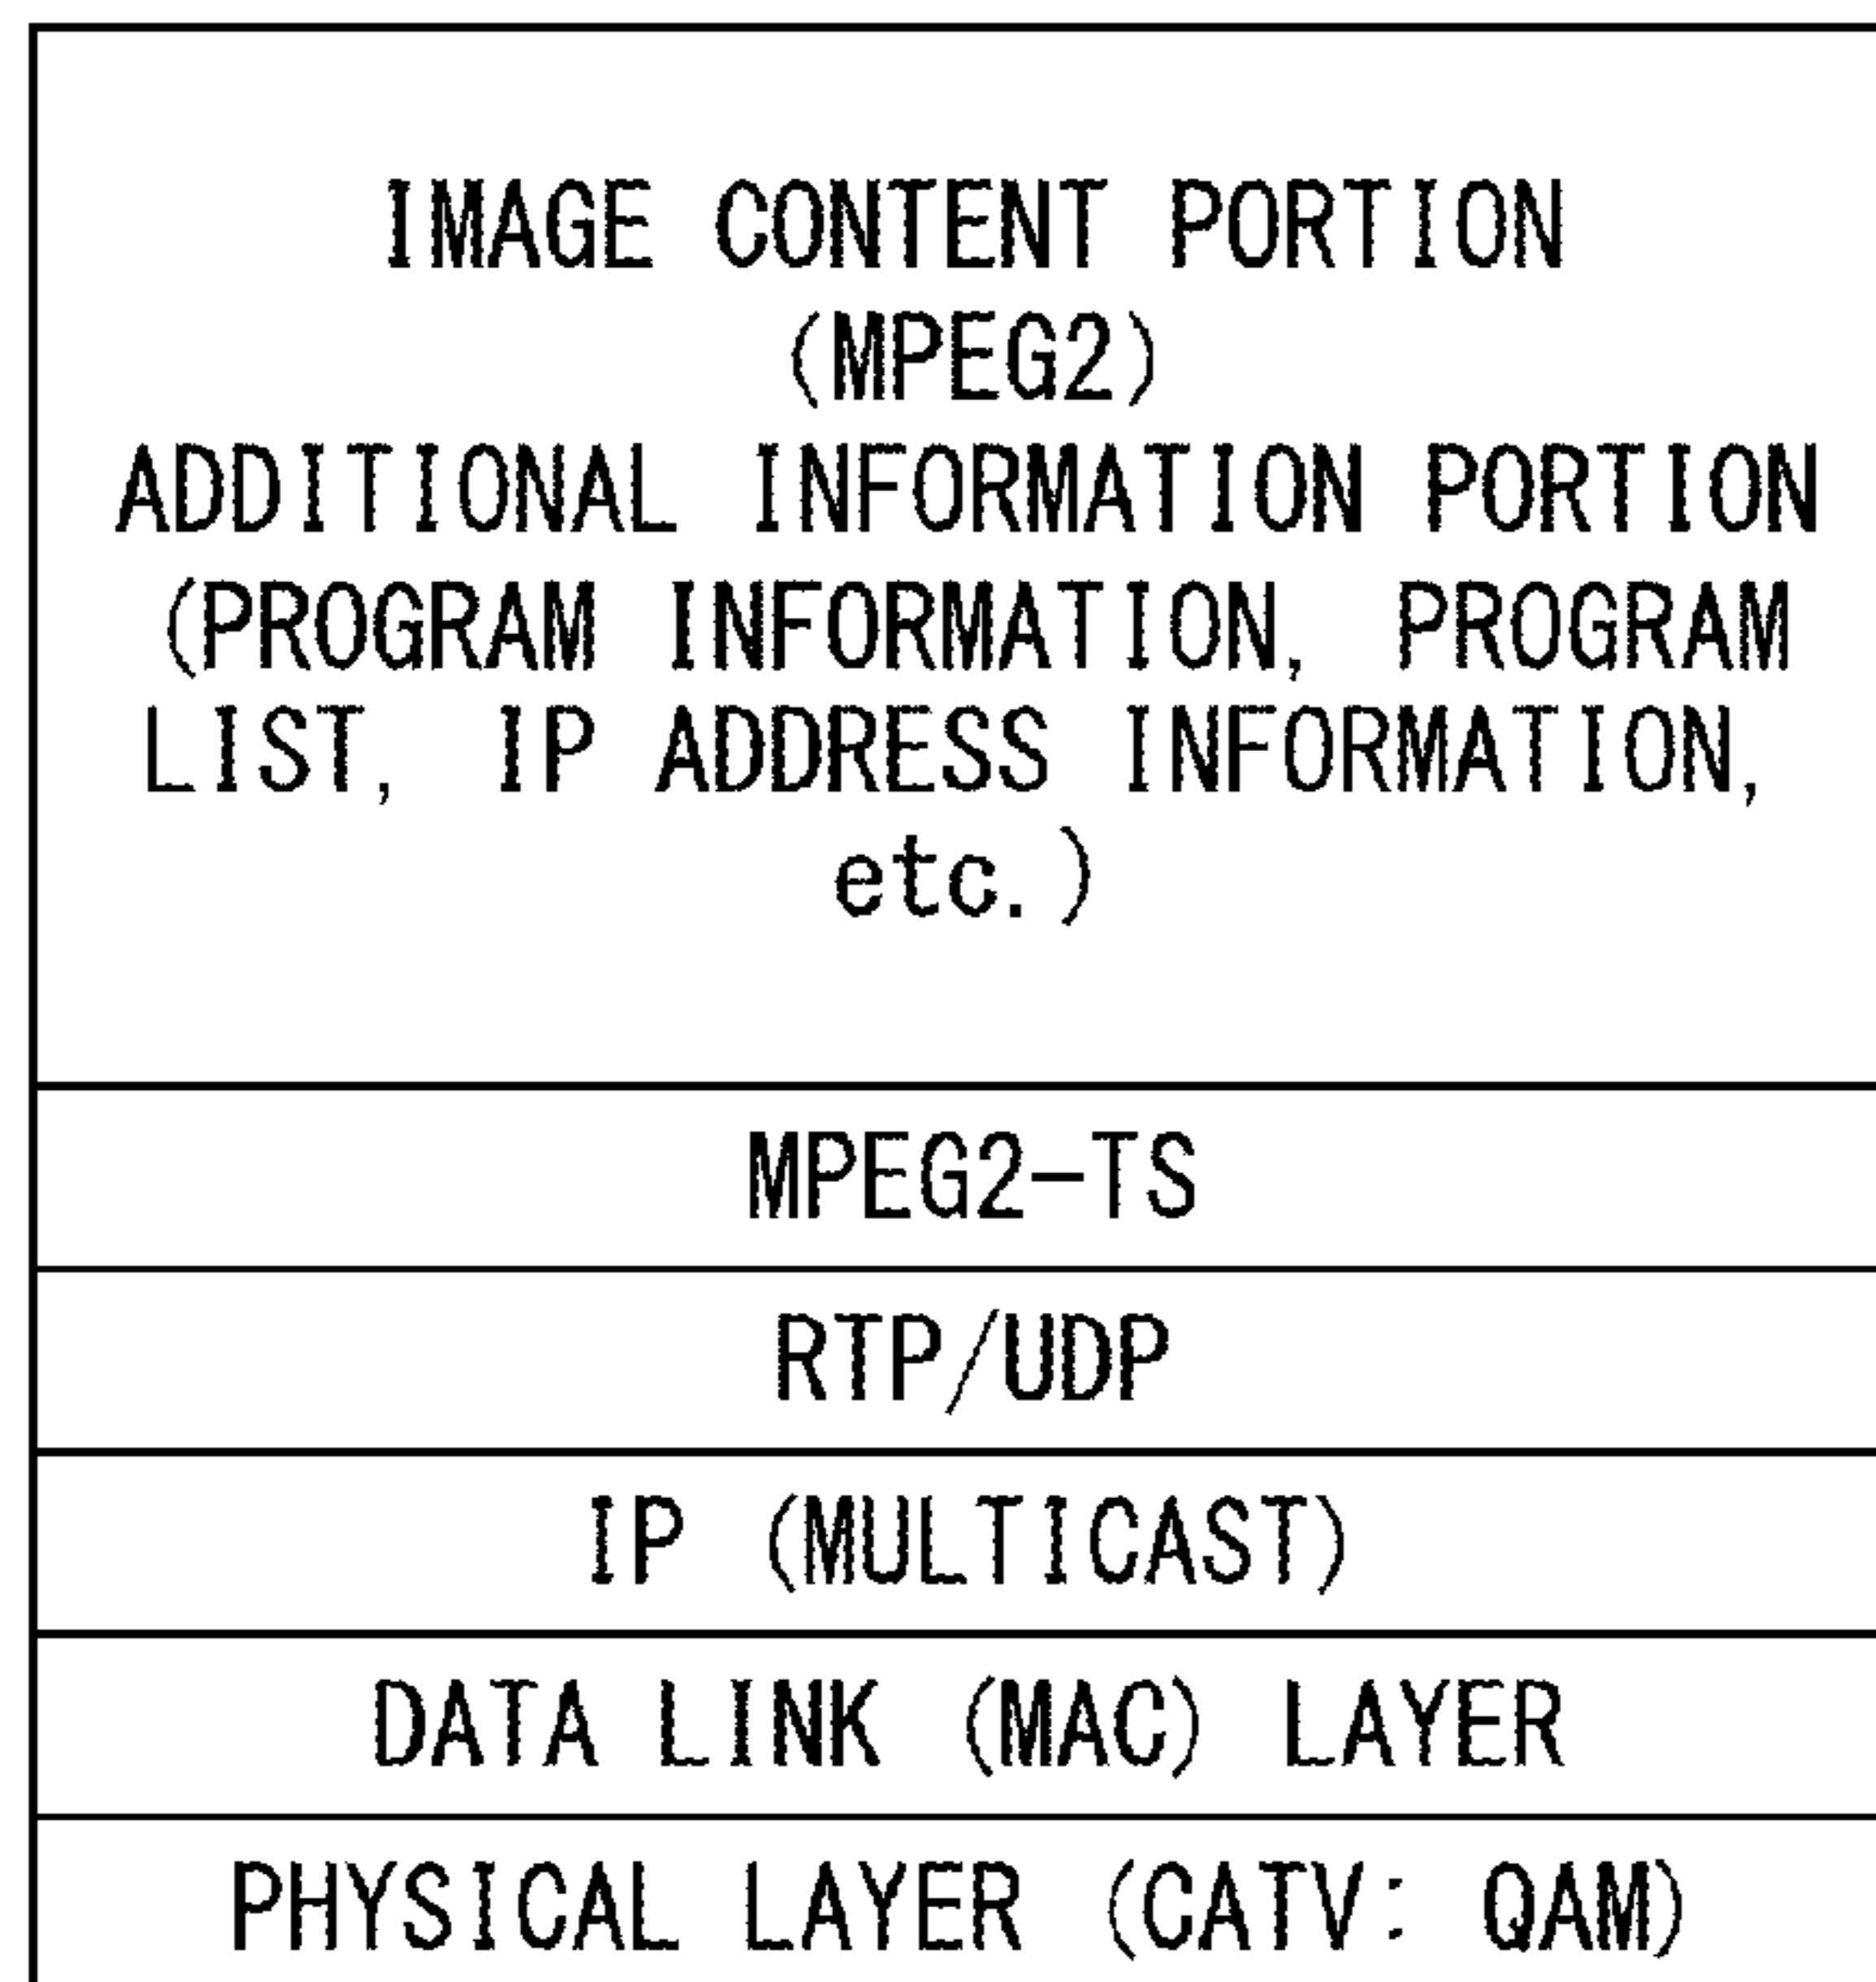 IMAGE CONTENT PORTION
(MPEG2)
ADDITIONAL INFORMATION PORTION
(PROGRAM INFORMATION, PROGRAM
LIST, IP ADDRESS INFORMATION,
etc.)
MPEG2-TS
RTP/UDP
IP (MULTICAST)
DATA LINK (MAC) LAYER
PHYSICAL LAYER (CATV: QAM)